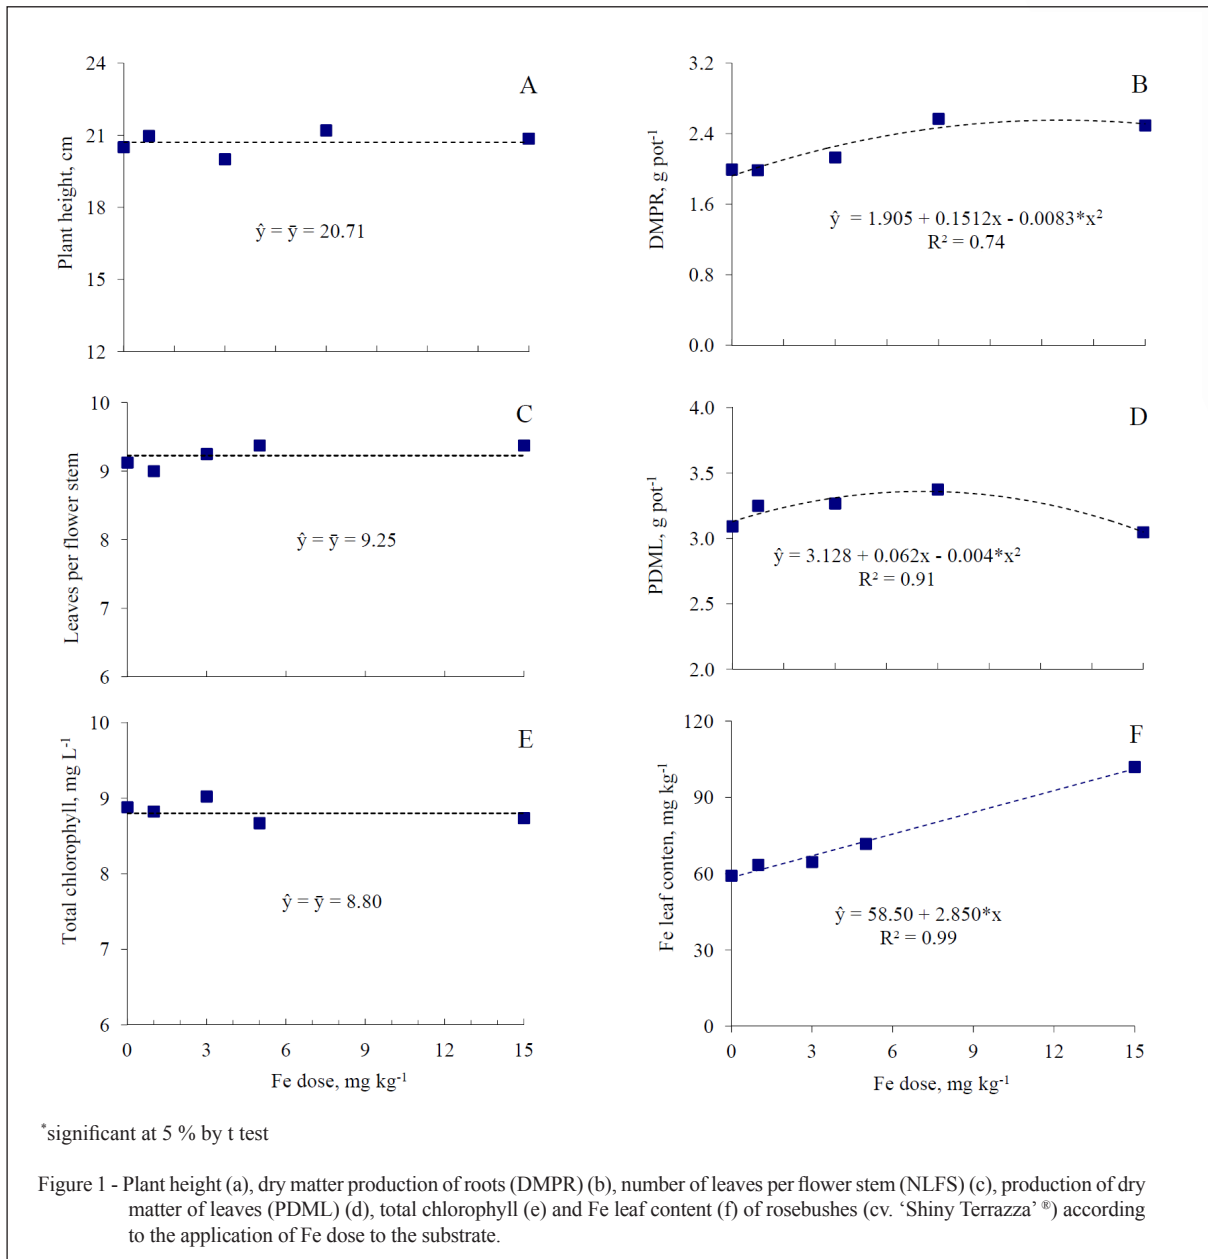 24
21
18
15
12
Plant height, cm
A
ŷ = ȳ = 20.71
3.2
2.4
1.6
0.8
0.0
DMPR, g pot-1
B
ŷ = 1.905 + 0.1512x - 0.0083*x2
R2 = 0.74
10
9
8
7
6
Leaves per flower stem
C
ŷ = ȳ = 9.25
4.0
3.5
3.0
2.5
2.0
PDML, g pot-1
D
ŷ = 3.128 + 0.062x - 0.004*x2
R2 = 0.91
10
9
8
7
6
Total chlorophyll, mg L-1
E
ŷ = ȳ = 8.80
0 3 6 9 12 15
Fe dose, mg kg-1
120
90
60
30
0
Fe leaf conten, mg kg-1
F
ŷ = 58.50 + 2.850*x
R2 = 0.99
0 3 6 9 12 15
Fe dose, mg kg-1
*significant at 5 % by t test
Figure 1 - Plant height (a), dry matter production of roots (DMPR) (b), number of leaves per flower stem (NLFS) (c), production of dry
matter of leaves (PDML) (d), total chlorophyll (e) and Fe leaf content (f) of rosebushes (cv. ‘Shiny Terrazza’ ®) according
to the application of Fe dose to the substrate.